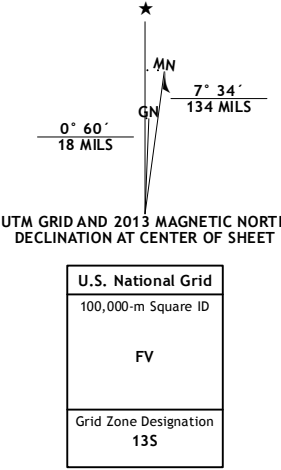 MN
7° 34´
134 MILS
GN
0° 60´
18 MILS
UTM GRID AND 2013 MAGNETIC NORT
DECLINATION AT CENTER OF SHEET
U.S. National Grid
100,000-m Square ID
FV
Grid Zone Designation
13S